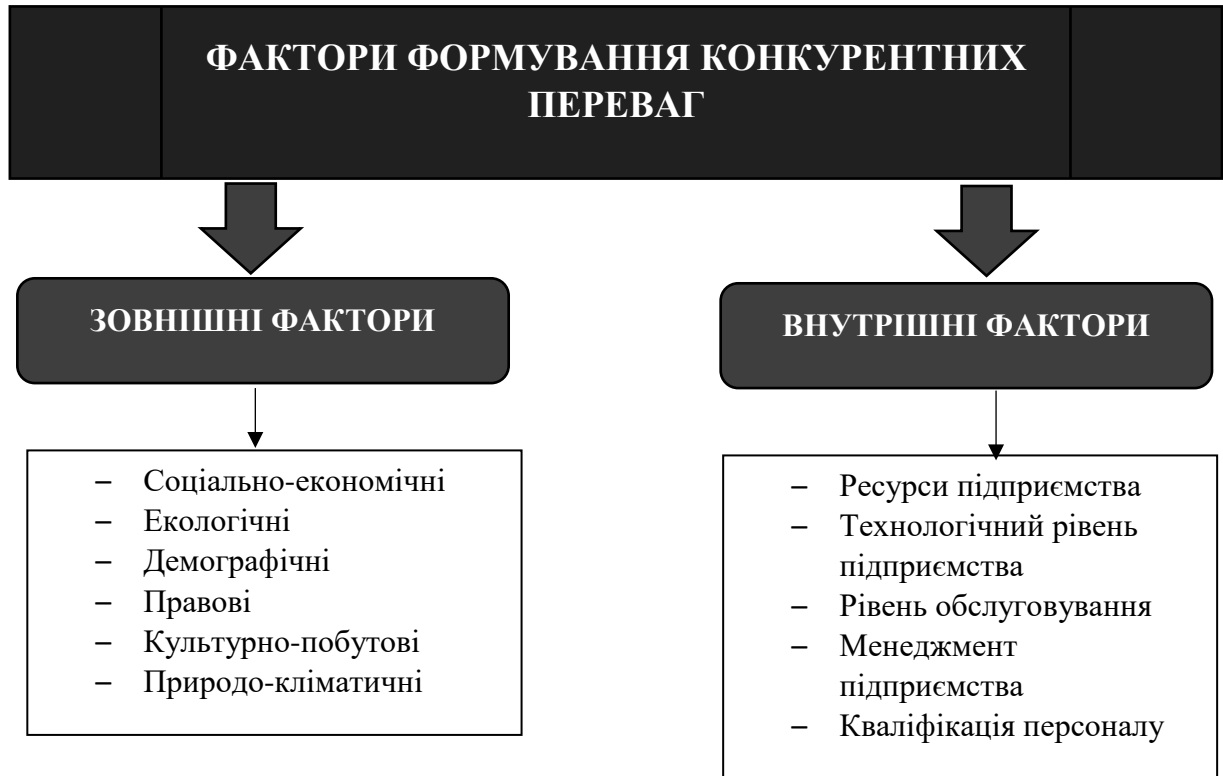 ФАКТОРИ ФОРМУВАННЯ КОНКУРЕНТНИХ
ПЕРЕВАГ
ЗОВНІШНІ ФАКТОРИ
– Соціально-економічні
– Екологічні
– Демографічні
– Правові
– Культурно-побутові
– Природо-кліматичні
ВНУТРІШНІ ФАКТОРИ
– Ресурси підприємства
– Технологічний рівень
підприємства
– Рівень обслуговування
– Менеджмент
підприємства
– Кваліфікація персоналу